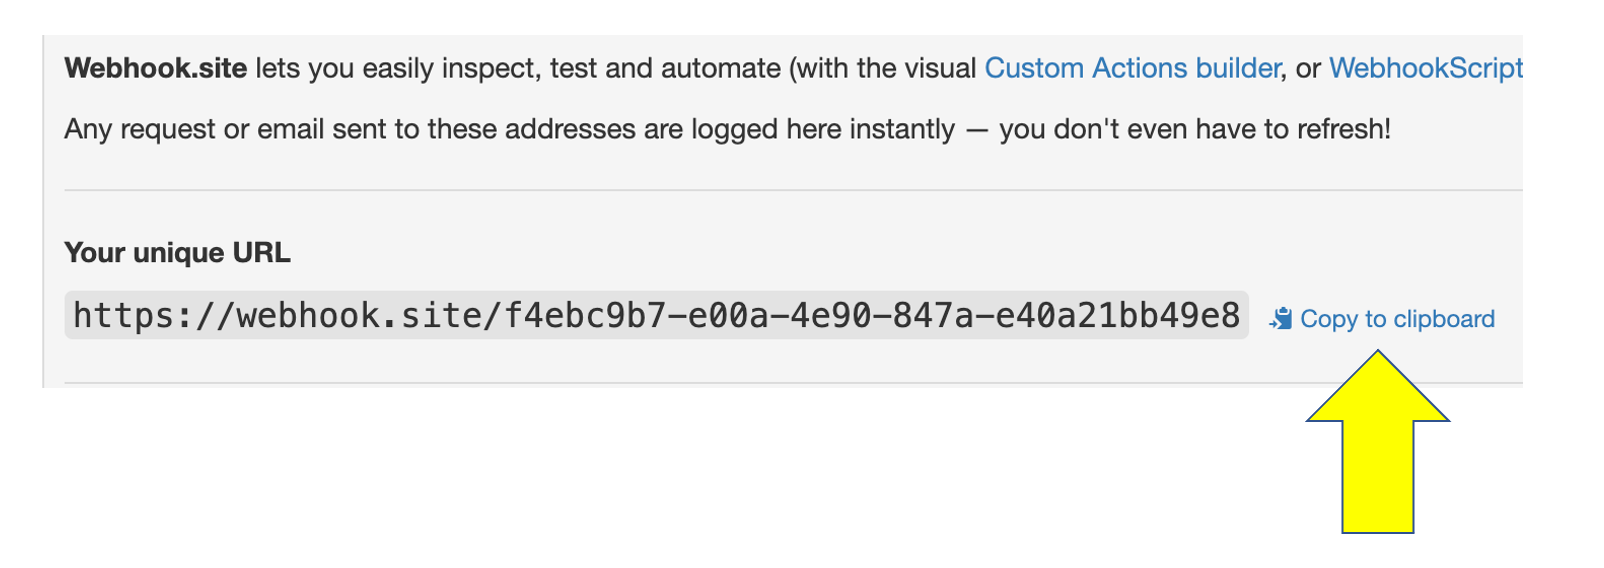 Webhook.site lets you easily inspect, test and automate (with the visual Custom Actions builder, or WebhookScript
Any request or email sent to these addresses are logged here instantly — you don't even have to refresh!
Your unique URL
https://webhook.site/f4ebc9b7-e00a-4e90-847a-e40a21bb49e8 Copy to clipboard